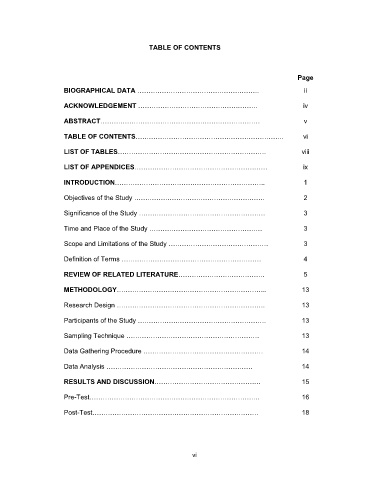 TABLE OF CONTENTS
Page
BIOGRAPHICAL DATA ………………………………………………… ii
ACKNOWLEDGEMENT ………………………………………………… iv
ABSTRACT………………………………………………………………… v
TABLE OF CONTENTS…………………………………………………………… vi
LIST OF TABLES…………………………………………………………… viii
LIST OF APPENDICES……………………………………………………… ix
INTRODUCTION…………………………………………………………….. 1
Objectives of the Study ……………………………………………………. 2
Significance of the Study …………………………………………………… 3
Time and Place of the Study ……………………………………………… 3
Scope and Limitations of the Study ………………………………………… 3
Definition of Terms ………………………………………………………… 4
REVIEW OF RELATED LITERATURE…………………………………… 5
METHODOLOGY……………………………………………………………... 13
Research Design ……………………………………………………………. 13
Participants of the Study …………………………………………………… 13
Sampling Technique ……………………………………………………… 13
Data Gathering Procedure ………………………………………………… 14
Data Analysis …………………………………………………………… 14
RESULTS AND DISCUSSION…………………………………………… 15
Pre-Test……………………………………………………………………… 16
Post-Test…………………………………………………………………… 18
vi